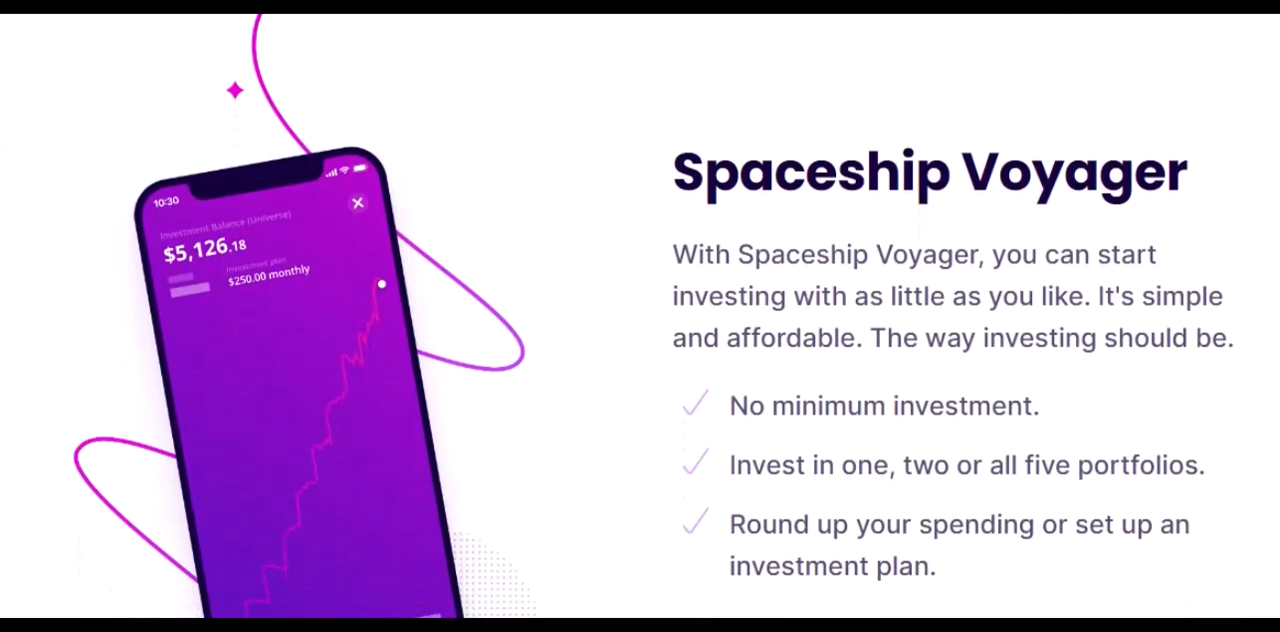 10:30
Investment Balance (Universe)
$5,126.18
Investment plan
$250.00 monthly
Spaceship Voyager
With Spaceship Voyager, you can start
investing with as little as you like. It's simple
and affordable. The way investing should be.
No minimum investment.
Invest in one, two or all five portfolios.
Round up your spending or set up an
investment plan.